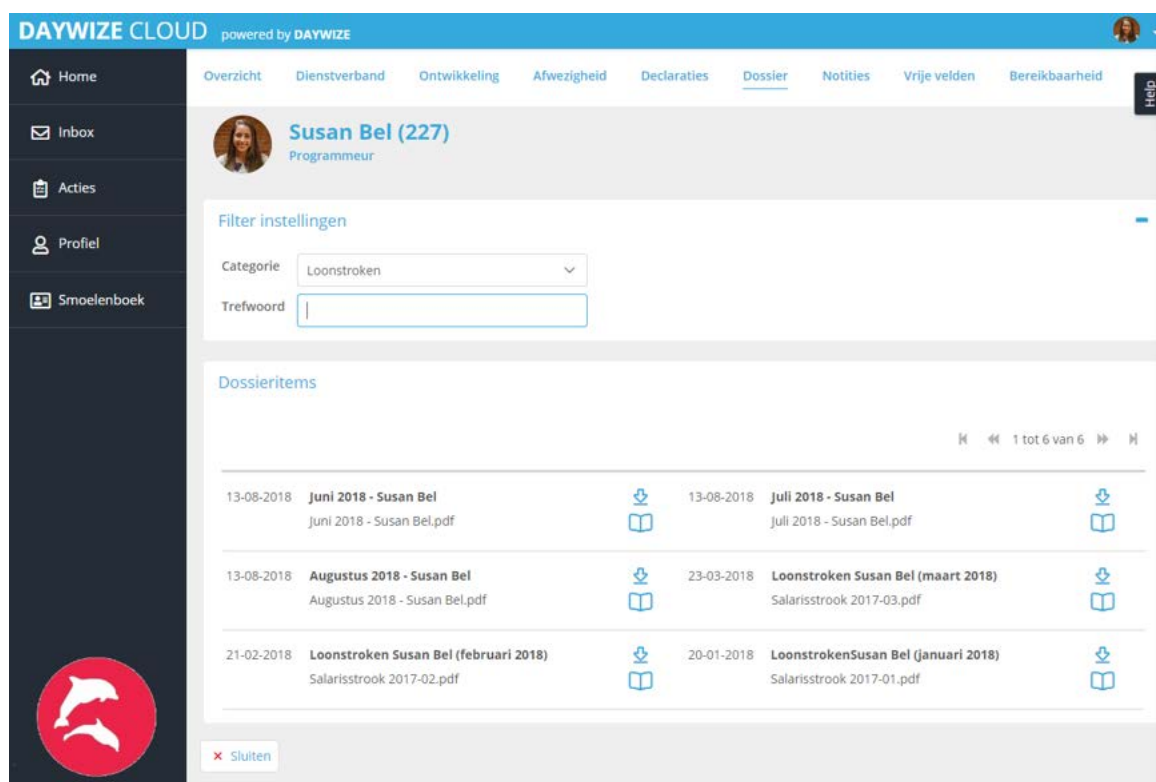 DAYWIZE CLOUD powered by DAYWIZE
Home
Inbox
Acties
Profiel
Smoelenboek
Overzicht Dienstverband Ontwikkeling Afwezigheid Declaraties Dossier Notities Vrije velden Bereikbaarheid
Help
Susan Bel (227)
Programmeur
Filter instellingen
Categorie Loonstroken
Trefwoord
Dossieritems
1 tot 6 van 6
13-08-2018 Juni 2018 - Susan Bel
Juni 2018 - Susan Bel.pdf
13-08-2018 Juli 2018 - Susan Bel
Juli 2018 - Susan Bel.pdf
13-08-2018 Augustus 2018 - Susan Bel
Augustus 2018 - Susan Bel.pdf
23-03-2018 Loonstroken Susan Bel (maart 2018)
Salarisstrook 2017-03.pdf
21-02-2018 Loonstroken Susan Bel (februari 2018)
Salarisstrook 2017-02.pdf
20-01-2018 LoonstrokenSusan Bel (januari 2018)
Salarisstrook 2017-01.pdf
Sluiten